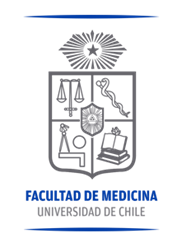 FACULTAD DE MEDICINA
UNIVERSIDAD DE CHILE